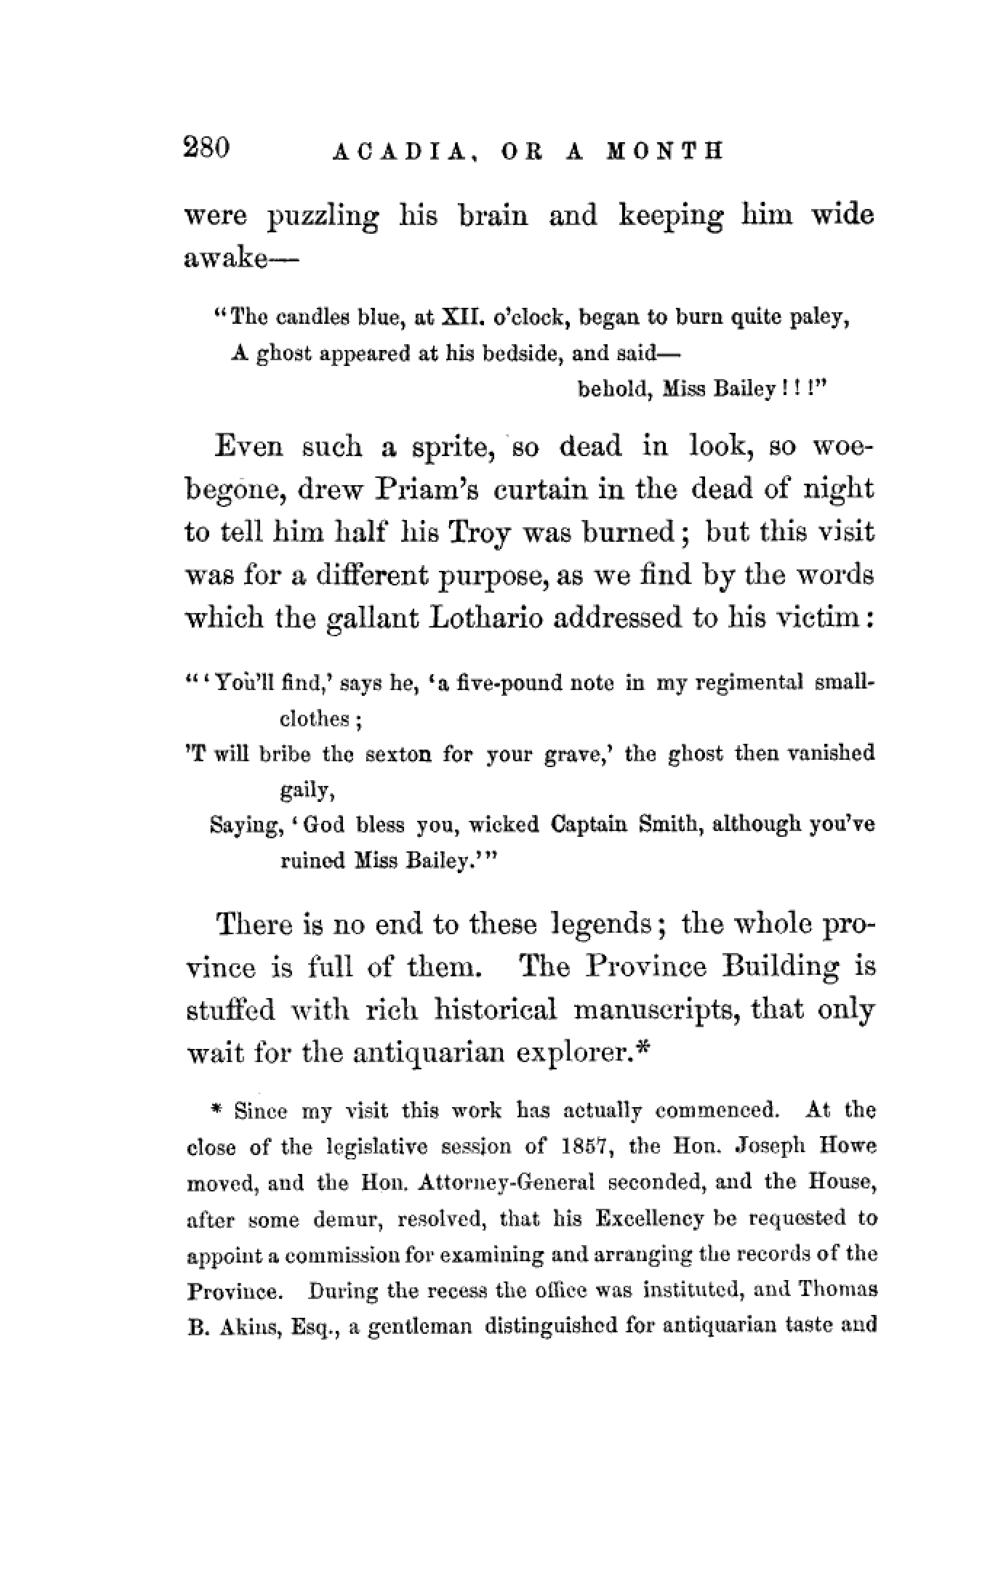 280 ACADIA, OR A MONTH
were puzzling his brain and keeping him wide
awake—
“The candles blue, at XII. o’clock, began to burn quite paley,
A ghost appeared at his bedside, and said—
behold, Miss Bailey ! ! !”
Even such a sprite, so dead in look, so woe-
begone, drew Priam’s curtain in the dead of night
to tell him half his Troy was burned ; but this visit
was for a different purpose, as we find by the words
which the gallant Lothario addressed to his victim :
“ ‘ You’ll find,’ says he, ‘a five-pound note in my regimental small-
clothes ;
’T will bribe the sexton for your grave,’ the ghost then vanished
gaily,
Saying, ‘ God bless you, wicked Captain Smith, although you’ve
ruined Miss Bailey.’ ”
There is no end to these legends ; the whole pro-
vince is full of them. The Province Building is
stuffed with rich historical manuscripts, that only
wait for the antiquarian explorer.*
* Since my visit this work has actually commenced. At the
close of the legislative session of 1857, the Hon. Joseph Howe
moved, and the Hon. Attorney-General seconded, and the House,
after some demur, resolved, that his Excellency be requested to
appoint a commission for examining and arranging the records of the
Province. During the recess the office was instituted, and Thomas
B. Akins, Esq., a gentleman distinguished for antiquarian taste and